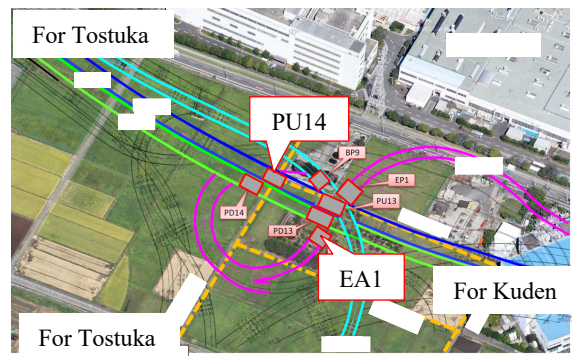 For Tostuka
PU14
BP9
EP1
PU13
PD14
PD13
EA1
For Kuden
For Tostuka